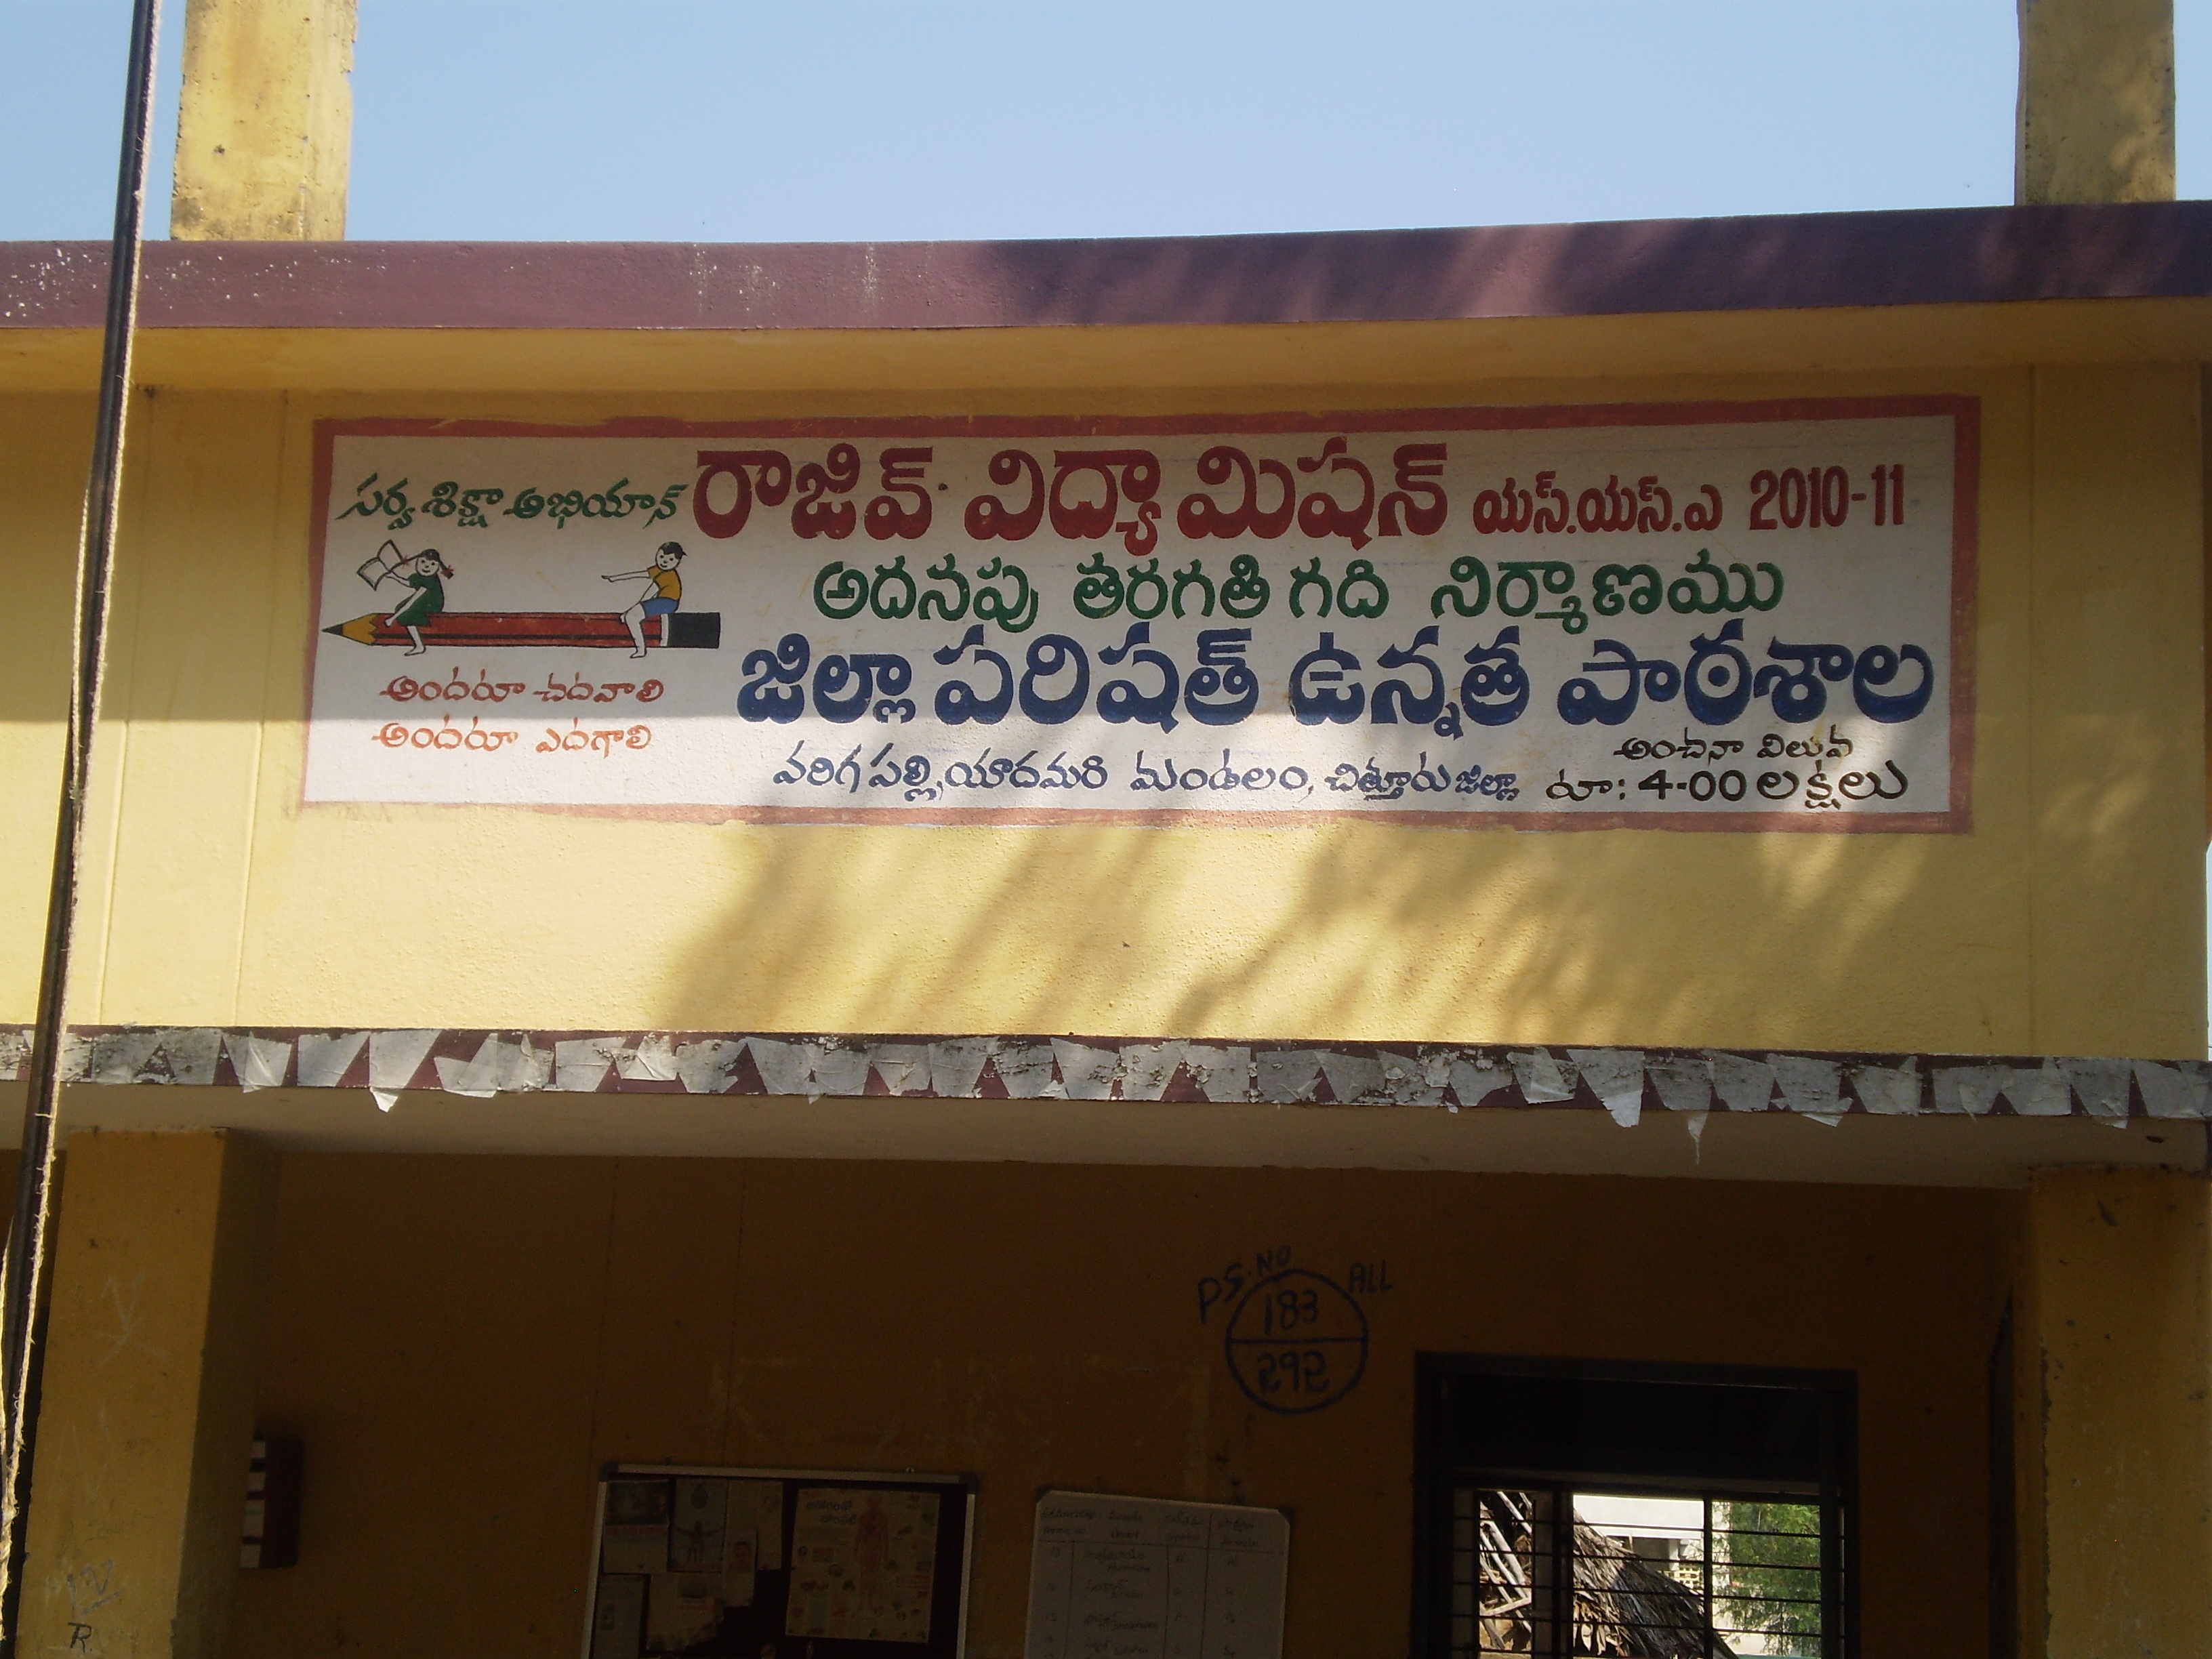 సర్వ శిక్షా అభియాన్
రాజివ్ విద్యా మిషన్ యస్.యస్.ఎ 2010-11
అదనపు తరగతి గది నిర్మాణము
జిల్లా పరిషత్ ఉన్నత పాఠశాల
అందరూ చదవాలి
అందరూ ఎదగాలి
వరిగపల్లి, యాదమరి మండలం, చిత్తూరు జిల్లా
అంచనా విలువ
రూ: 4-00 లక్షలు
PS.NO ALL
183
292
R.